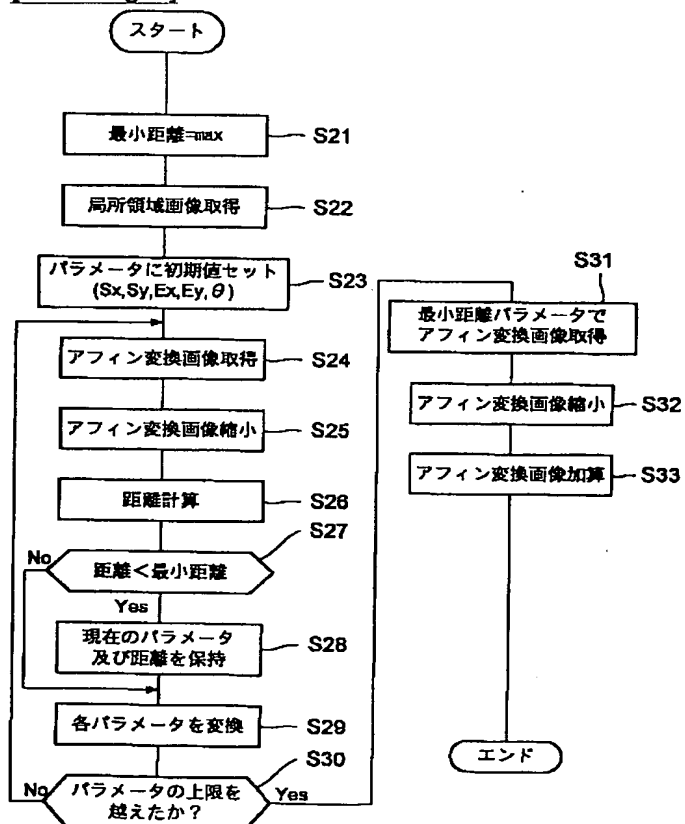 スタート
最小距離=max
S21
局所領域画像取得
S22
パラメータに初期値セット
(Sx,Sy,Ex,Ey,θ)
S23
アフィン変換画像取得
S24
アフィン変換画像縮小
S25
距離計算
S26
S27
No
距離<最小距離
Yes
現在のパラメータ
及び距離を保持
S28
各パラメータを変換
S29
S30
No
パラメータの上限を
越えたか?
Yes
S31
最小距離パラメータで
アフィン変換画像取得
アフィン変換画像縮小
S32
アフィン変換画像加算
S33
エンド